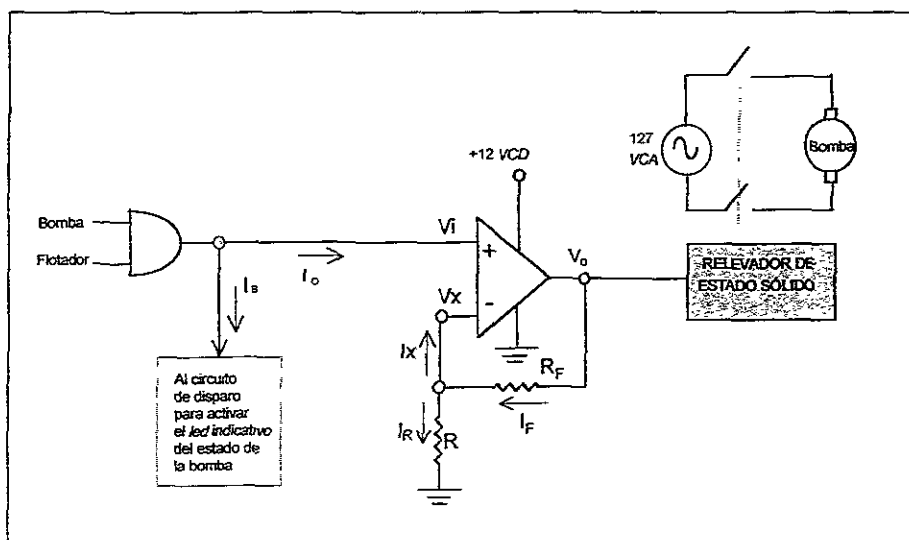 127
VCA
Bomba
+12 VCD
Bomba
Flotador
Vi
+
Vo
RELEVADOR DE
ESTADO SÓLIDO
IB
Io
Vx
-
Ix
RF
IF
IR
R
Al circuito
de disparo
para activar
el led indicativo
del estado de
la bomba